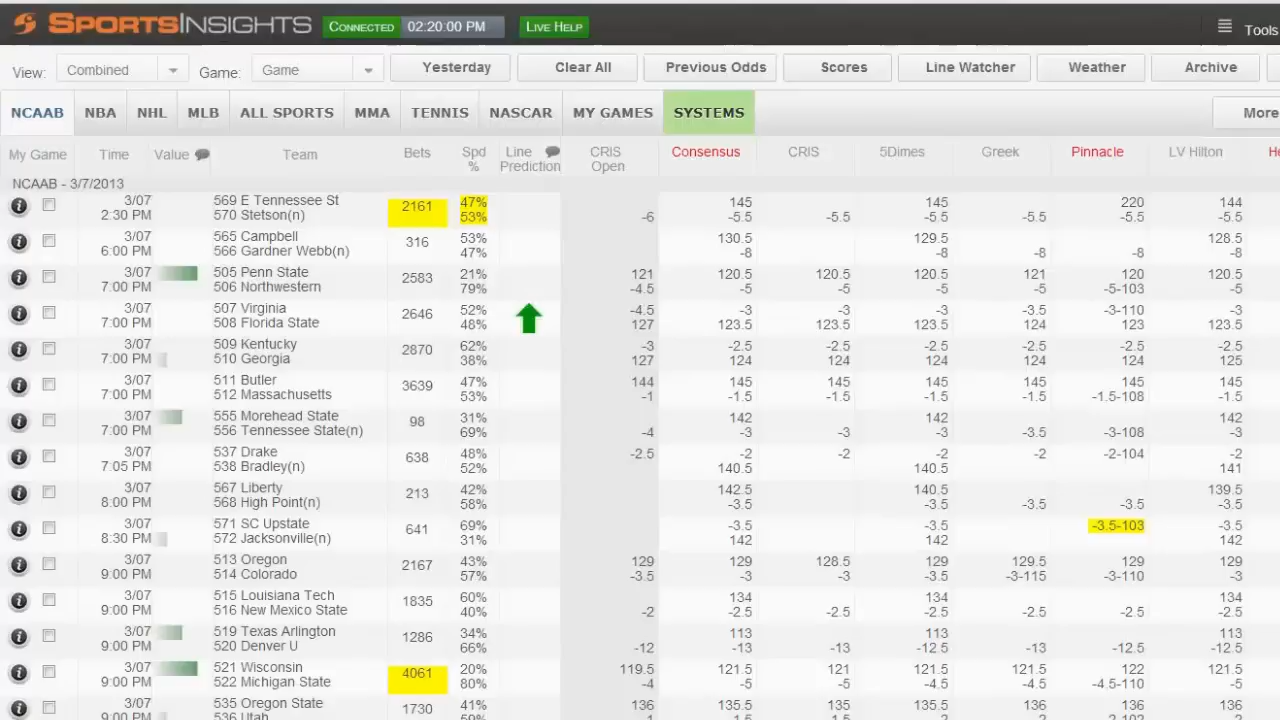 SPORTSINSIGHTS CONNECTED 02:20:00 PM LIVE HELP Tools
View: Combined Game: Game Yesterday Clear All Previous Odds Scores Line Watcher Weather Archive
NCAAB NBA NHL MLB ALL SPORTS MMA TENNIS NASCAR MY GAMES SYSTEMS More
My Game Time Value Team Bets Spd Line CRIS Consensus CRIS 5Dimes Greek Pinnacle LV Hilton He
% Prediction Open
NCAAB - 3/7/2013
3/07 569 E Tennessee St 2161 47% 145 145 220 144
2:30 PM 570 Stetson(n) 53% -6 -5.5 -5.5 -5.5 -5.5 -5.5 -5.5
3/07 565 Campbell 316 53% 130.5 129.5 128.5
6:00 PM 566 Gardner Webb(n) 47% -8 -8 -8 -8
3/07 505 Penn State 2583 21% 121 120.5 120.5 120.5 121 120 120.5
7:00 PM 506 Northwestern 79% -4.5 -5 -5 -5 -5 -5-103 -5
3/07 507 Virginia 2646 52% -4.5 -3 -3 -3 -3.5 -3-110 -3
7:00 PM 508 Florida State 48% 127 123.5 123.5 123.5 124 123 123.5
3/07 509 Kentucky 2870 62% -3 -2.5 -2.5 -2.5 -2.5 -2.5 -2.5
7:00 PM 510 Georgia 38% 127 124 124 124 124 124 125
3/07 511 Butler 3639 47% 144 145 145 145 145 145 145
7:00 PM 512 Massachusetts 53% -1 -1.5 -1.5 -1.5 -1.5 -1.5-108 -1.5
3/07 555 Morehead State 98 31% 142 142 142
7:00 PM 556 Tennessee State(n) 69% -4 -3 -3 -3 -3.5 -3-108 -3
3/07 537 Drake 638 48% -2.5 -2 -2 -2 -2 -2-104 -2
7:05 PM 538 Bradley(n) 52% 140.5 140.5 141
3/07 567 Liberty 213 42% 142.5 140.5 139.5
8:00 PM 568 High Point(n) 58% -3.5 -3.5 -3.5 -3.5 -3.5
3/07 571 SC Upstate 641 69% -3.5 -3.5 -3.5-103 -3.5
8:30 PM 572 Jacksonville(n) 31% 142 142 142
3/07 513 Oregon 2167 43% 129 129 128.5 129 129.5 129 129
9:00 PM 514 Colorado 57% -3.5 -3 -3 -3.5 -3-115 -3-110 -3
3/07 515 Louisiana Tech 1835 60% 134 134 134
9:00 PM 516 New Mexico State 40% -2 -2.5 -2.5 -2.5 -2.5 -2.5 -2.5
3/07 519 Texas Arlington 1286 34% 113 113 113
9:00 PM 520 Denver U 66% -12 -13 -13 -12.5 -13 -12.5 -12.5
3/07 521 Wisconsin 4061 20% 119.5 121.5 121 121.5 121.5 122 121.5
9:00 PM 522 Michigan State 80% -4 -5 -5 -4.5 -4.5 -4.5-110 -5
3/07 535 Oregon State 1730 41% 136 135.5 135.5 136 136 136 136
9:00 PM 536 Utah